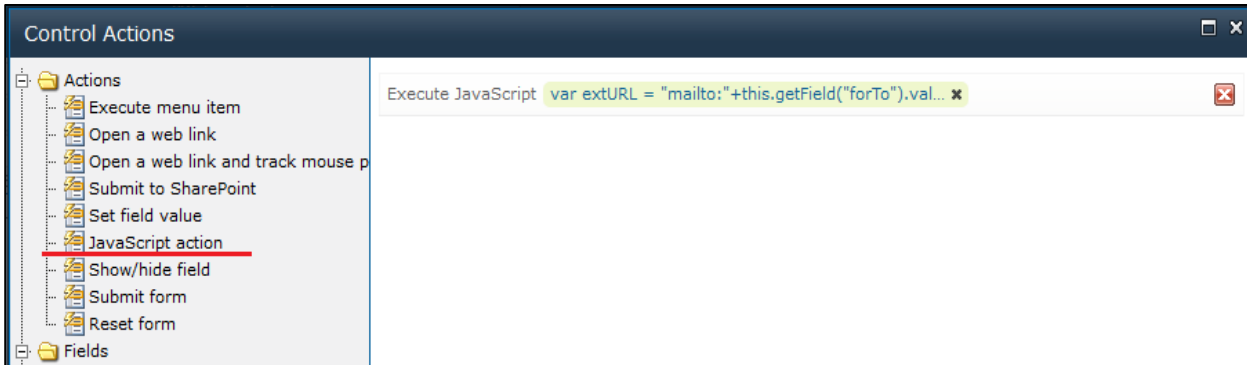 Control Actions
Actions
Execute menu item
Open a web link
Open a web link and track mouse p
Submit to SharePoint
Set field value
JavaScript action
Show/hide field
Submit form
Reset form
Fields
Execute JavaScript var extURL = "mailto:"+this.getField("forTo").val...